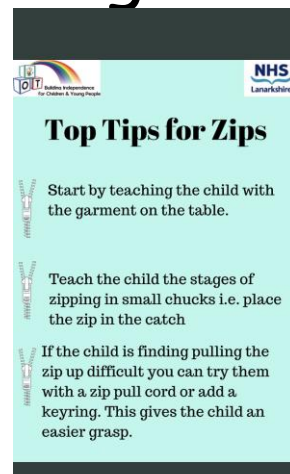 OT
Building Independence
for Children & Young People
NHS
Lanarkshire
Top Tips for Zips
Start by teaching the child with
the garment on the table.
Teach the child the stages of
zipping in small chucks i.e. place
the zip in the catch
If the child is finding pulling the
zip up difficult you can try them
with a zip pull cord or add a
keyring. This gives the child an
easier grasp.